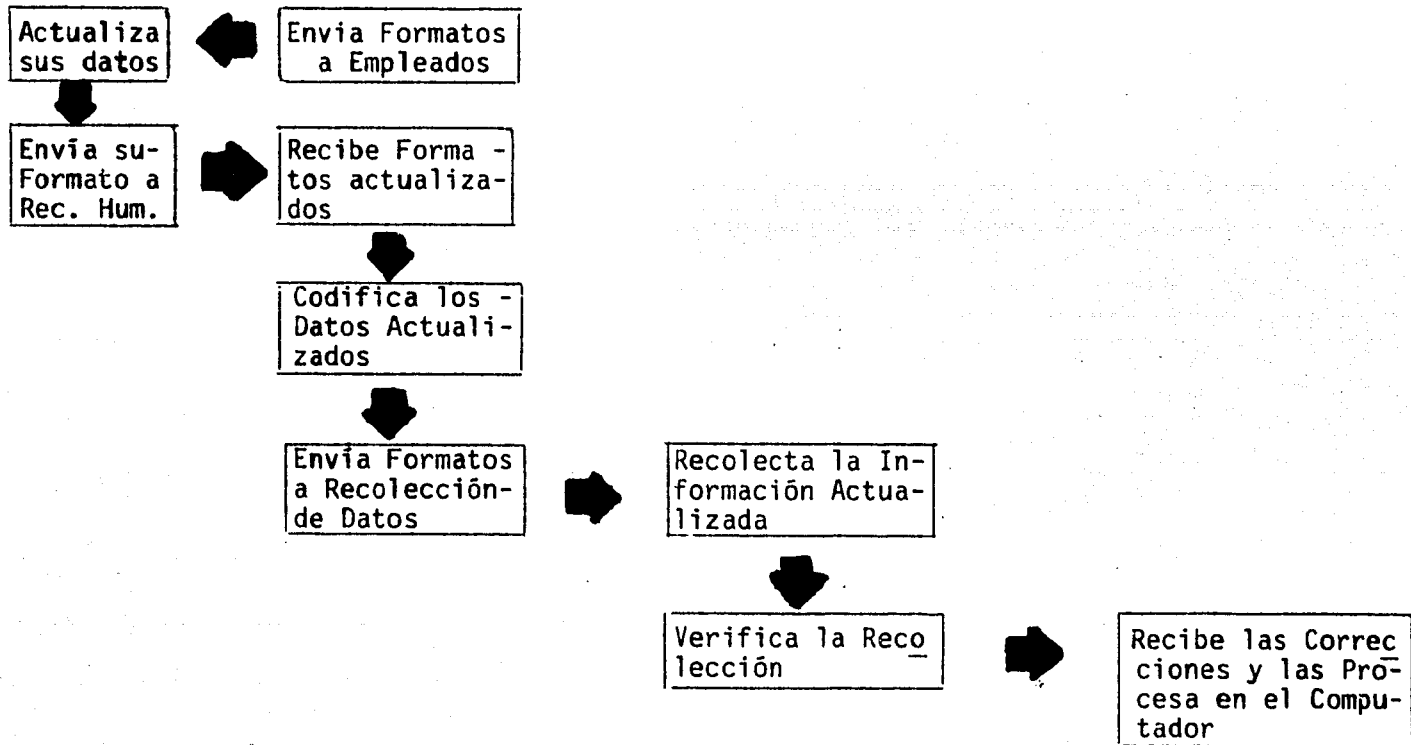 Actualiza
sus datos
Envia Formatos
a Empleados
Envía su-
Formato a
Rec. Hum.
Recibe Forma -
tos actualiza-
dos
Codifica los -
Datos Actuali-
zados
Envía Formatos
a Recolección-
de Datos
Recolecta la In-
formación Actua-
lizada
Verifica la Reco
lección
Recibe las Correc
ciones y las Pro-
cesa en el Compu-
tador